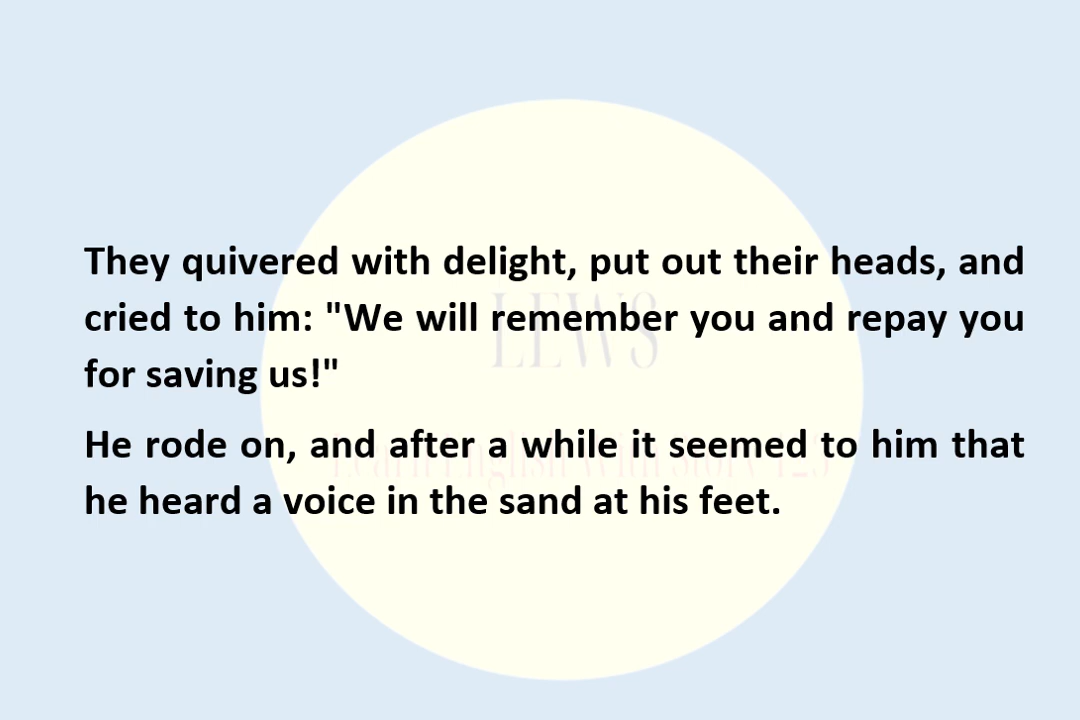 They quivered with delight, put out their heads, and
cried to him: "We will remember you and repay you
LEWS
for saving us!"
He rode on, and after a while it seemed to him that
he heard a voice in the sand at his feet.